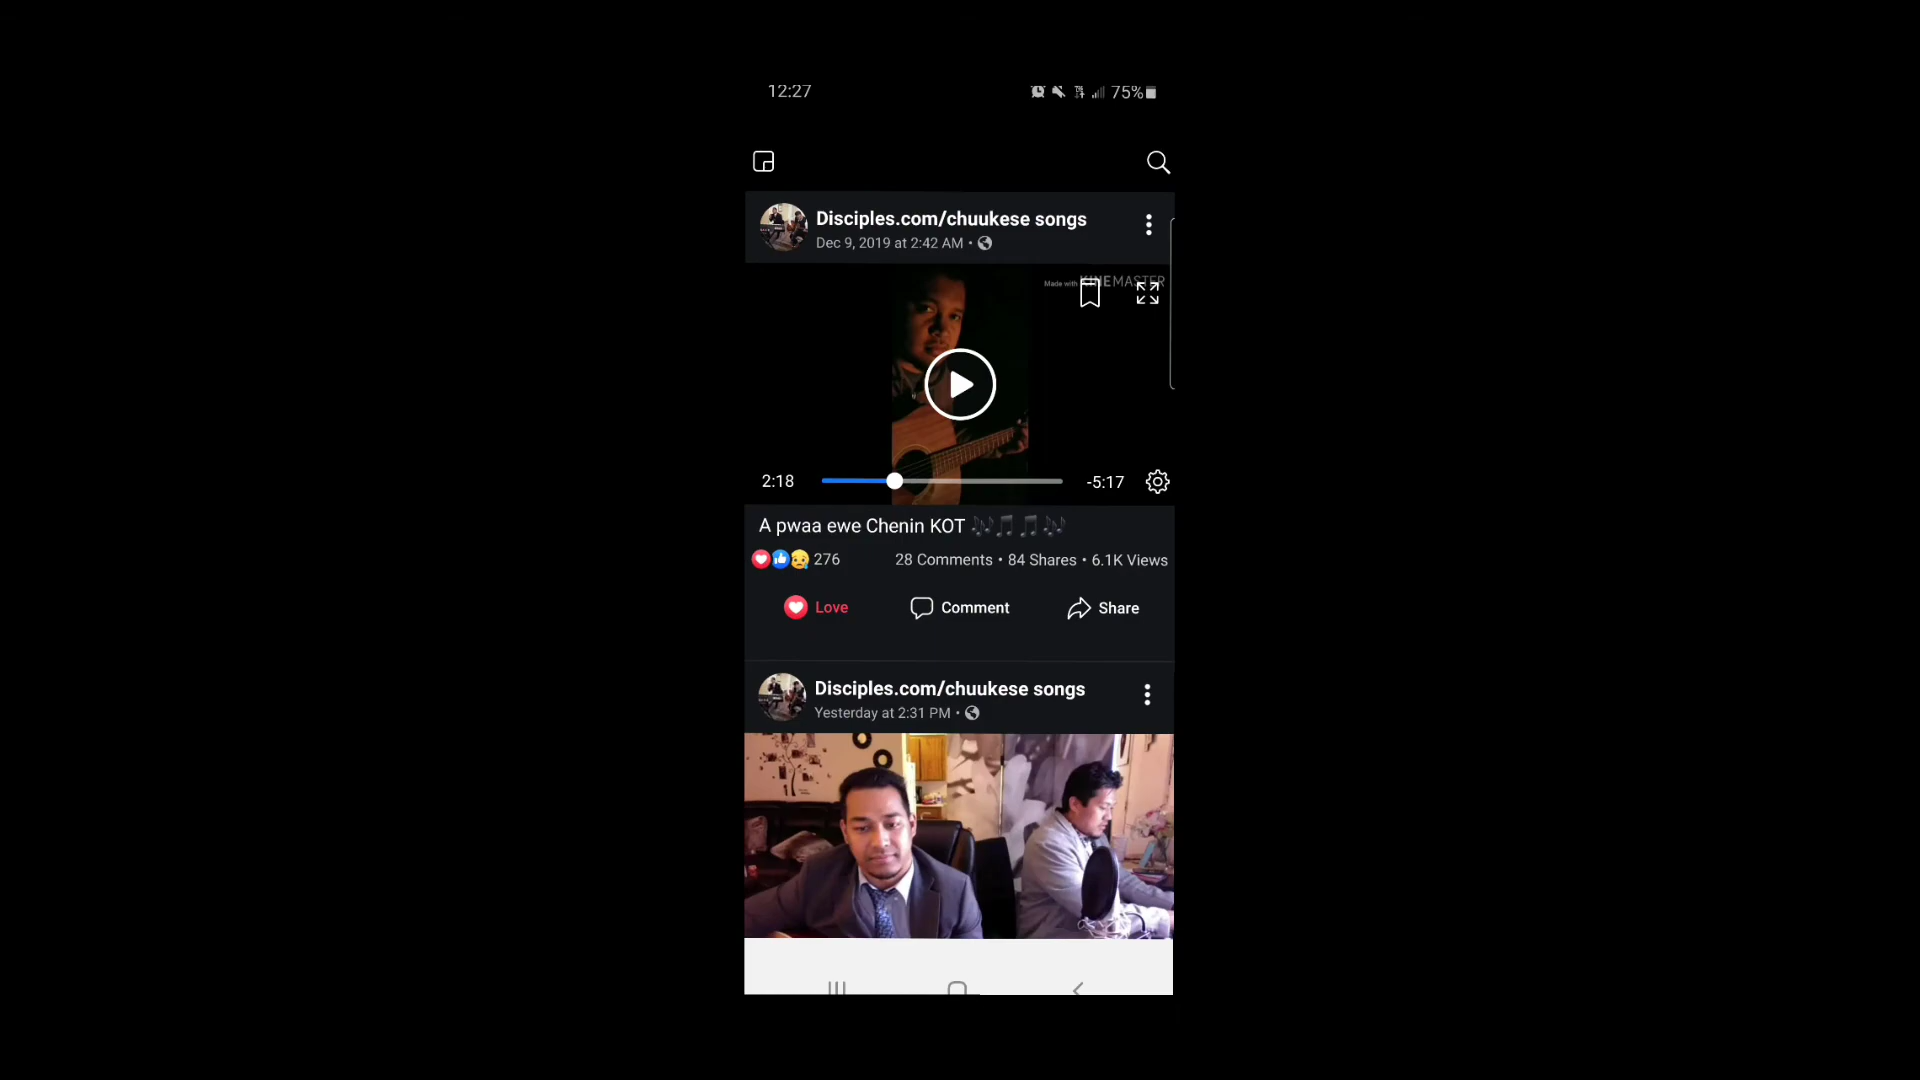 12:27
75%
Disciples.com/chuukese songs
Dec 9, 2019 at 2:42 AM •
Made with KINEMASTER
2:18
-5:17
A pwaa ewe Chenin KOT 🎶🎵🎵🎶
276
28 Comments • 84 Shares • 6.1K Views
Love
Comment
Share
Disciples.com/chuukese songs
Yesterday at 2:31 PM •